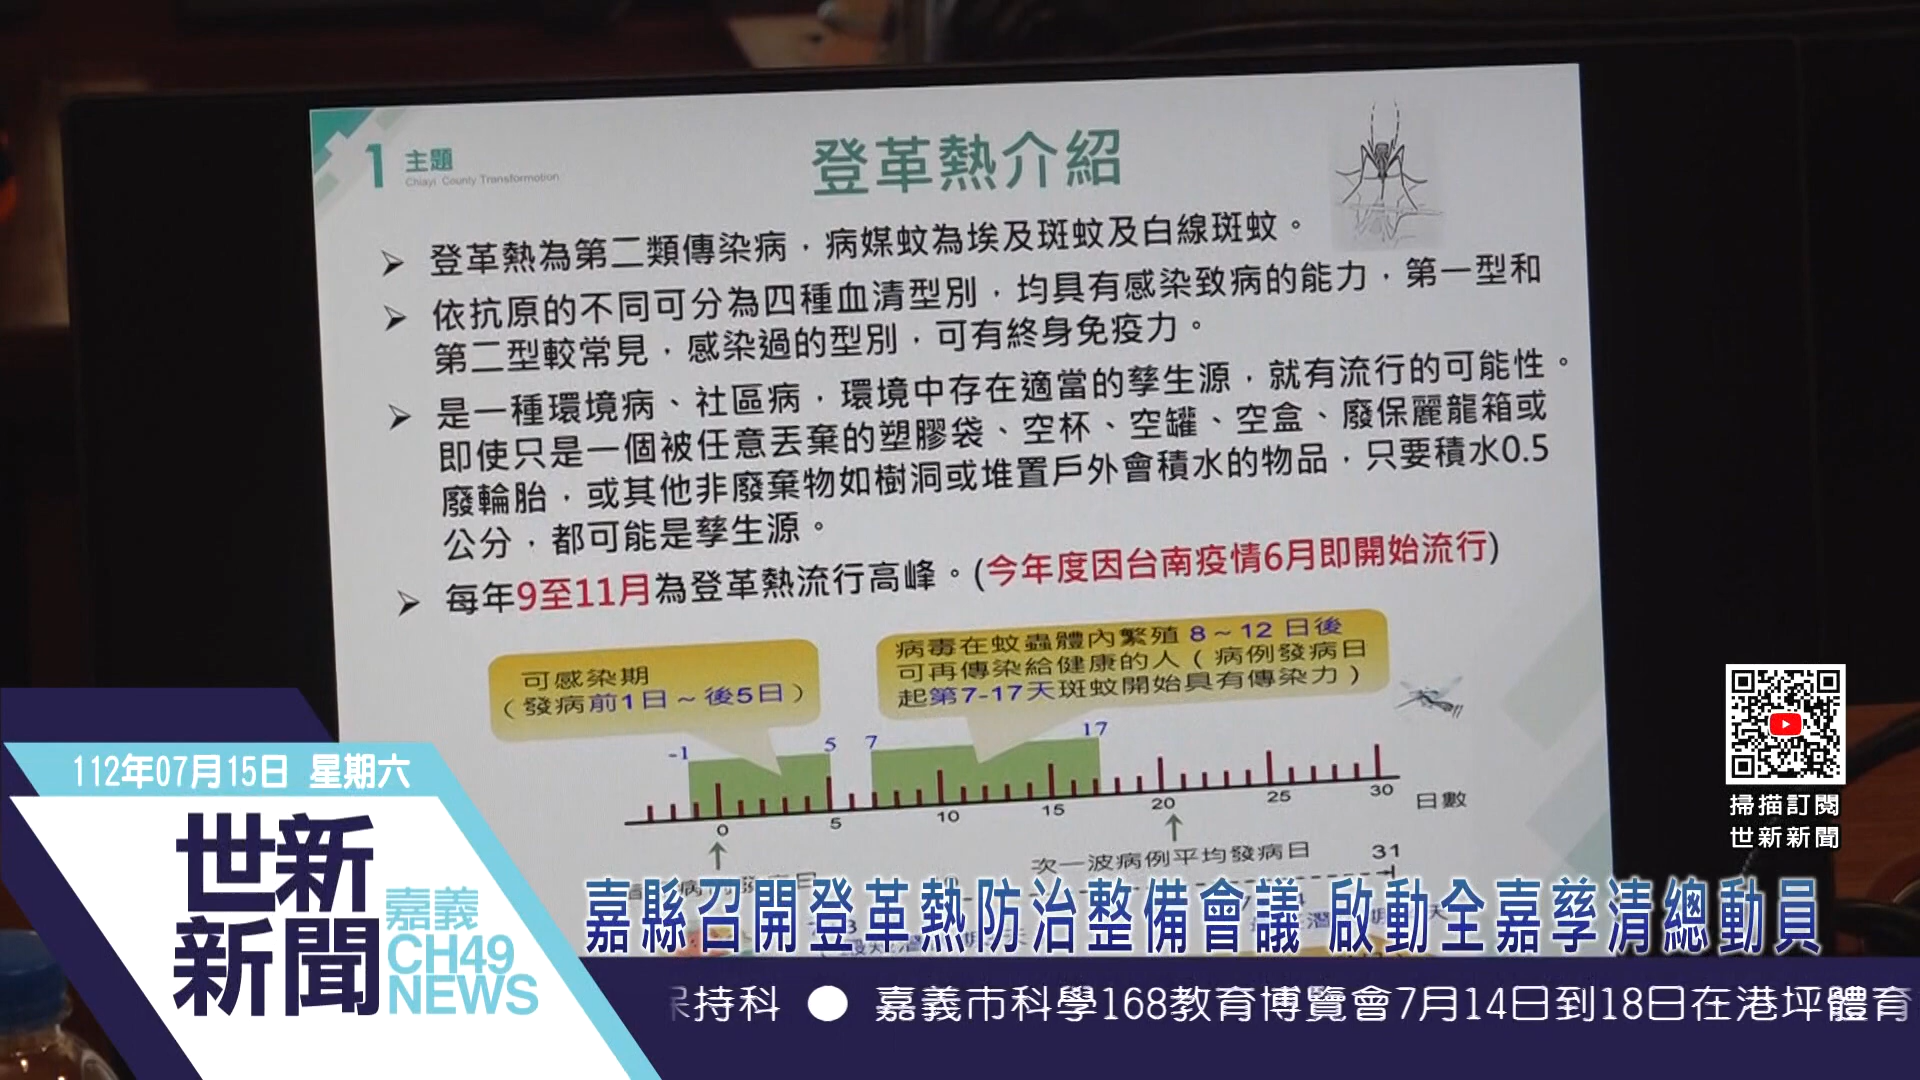 1 主題
Chiayi County Transformation
登革熱介紹
➢ 登革熱為第二類傳染病，病媒蚊為埃及斑蚊及白線斑蚊。
➢ 依抗原的不同可分為四種血清型別，均具有感染致病的能力，第一型和
第二型較常見，感染過的型別，可有終身免疫力。
➢ 是一種環境病、社區病，環境中存在適當的孳生源，就有流行的可能性。
即使只是一個被任意丟棄的塑膠袋、空杯、空罐、空盒、廢保麗龍箱或
廢輪胎，或其他非廢棄物如樹洞或堆置戶外會積水的物品，只要積水0.5
公分，都可能是孳生源。
➢ 每年9至11月為登革熱流行高峰。(今年度因台南疫情6月即開始流行)
可感染期
（發病前1日～後5日）
病毒在蚊蟲體內繁殖 8～12 日後
可再傳染給健康的人（病例發病日
起第7-17天斑蚊開始具有傳染力）
-1 5 7 17
0 5 10 15 20 25 30 日數
次一波病例平均發病日 31
掃描訂閱
世新新聞
112年07月15日 星期六
世新
新聞
嘉義
CH49
NEWS
嘉縣召開登革熱防治整備會議 啟動全嘉孳清總動員
保持科 ● 嘉義市科學168教育博覽會7月14日到18日在港坪體育